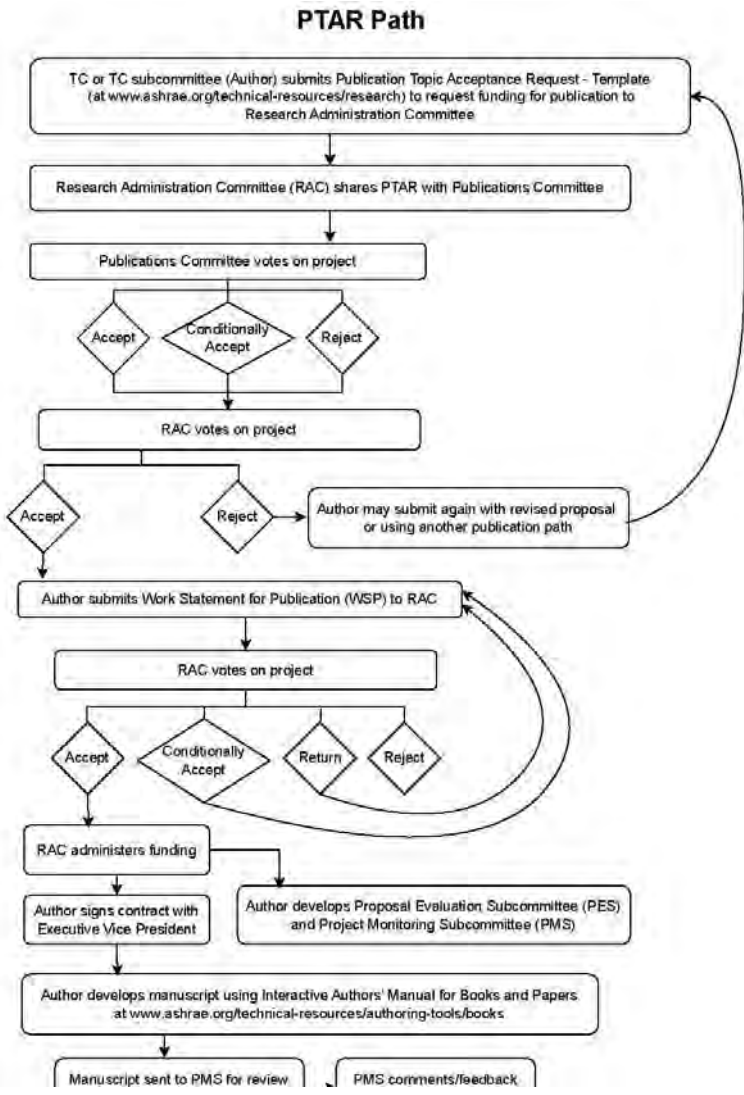 PTAR Path
TC or TC subcommittee (Author) submits Publication Topic Acceptance Request - Template
(at www.ashrae.org/technical-resources/research) to request funding for publication to
Research Administration Committee
Research Administration Committee (RAC) shares PTAR with Publications Committee
Publications Committee votes on project
Accept
Conditionally
Accept
Reject
RAC votes on project
Accept
Reject
Author may submit again with revised proposal
or using another publication path
Author submits Work Statement for Publication (WSP) to RAC
RAC votes on project
Accept
Conditionally
Accept
Return
Reject
RAC administers funding
Author signs contract with
Executive Vice President
Author develops Proposal Evaluation Subcommittee (PES)
and Project Monitoring Subcommittee (PMS)
Author develops manuscript using Interactive Authors' Manual for Books and Papers
at www.ashrae.org/technical-resources/authoring-tools/books
Manuscript sent to PMS for review
PMS comments/feedback